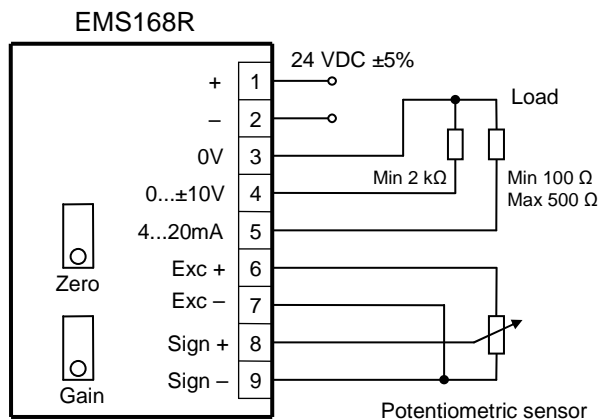 EMS168R
24 VDC ±5%
+ 1
– 2
Load
0V 3
0...±10V 4
Min 2 kΩ
Min 100 Ω
Max 500 Ω
4...20mA 5
Exc + 6
Zero
Exc – 7
Sign + 8
Sign – 9
Gain
Potentiometric sensor